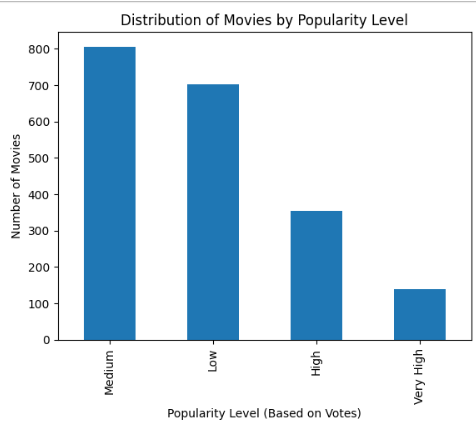 Distribution of Movies by Popularity Level
800
700
600
500
400
300
200
100
0
Number of Movies
Medium
Low
High
Very High
Popularity Level (Based on Votes)